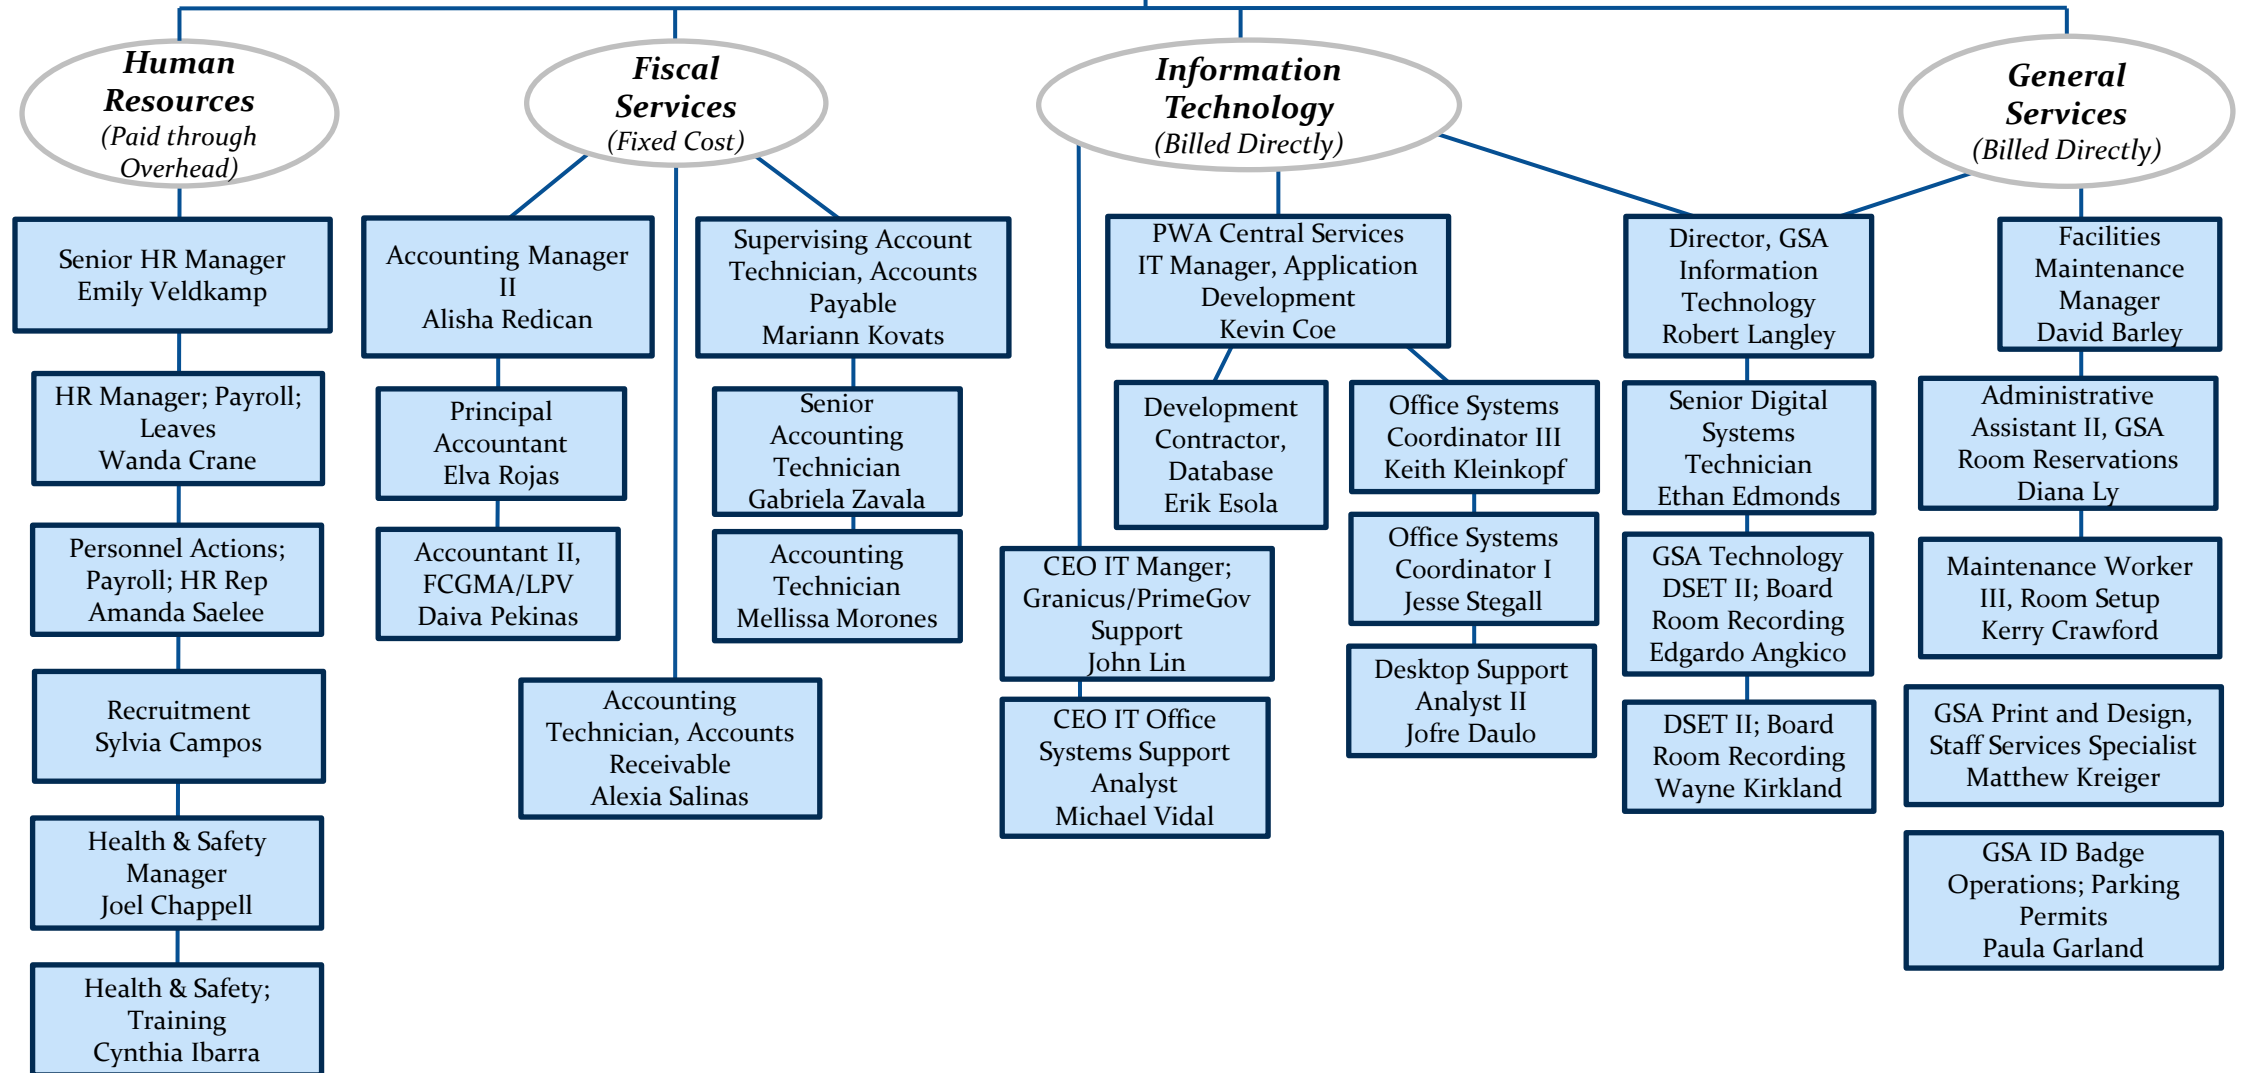 Human
Resources
(Paid through
Overhead)
Senior HR Manager
Emily Veldkamp
HR Manager; Payroll;
Leaves
Wanda Crane
Personnel Actions;
Payroll; HR Rep
Amanda Saelee
Recruitment
Sylvia Campos
Health & Safety
Manager
Joel Chappell
Health & Safety;
Training
Cynthia Ibarra
Fiscal
Services
(Fixed Cost)
Accounting Manager
II
Alisha Redican
Principal
Accountant
Elva Rojas
Accountant II,
FCGMA/LPV
Daiva Pekinas
Accounting
Technician, Accounts
Receivable
Alexia Salinas
Supervising Account
Technician, Accounts
Payable
Mariann Kovats
Senior
Accounting
Technician
Gabriela Zavala
Accounting
Technician
Mellissa Morones
Information
Technology
(Billed Directly)
CEO IT Manger;
Granicus/PrimeGov
Support
John Lin
CEO IT Office
Systems Support
Analyst
Michael Vidal
PWA Central Services
IT Manager, Application
Development
Kevin Coe
Development
Contractor,
Database
Erik Esola
Office Systems
Coordinator III
Keith Kleinkopf
Office Systems
Coordinator I
Jesse Stegall
Desktop Support
Analyst II
Jofre Daulo
Director, GSA
Information
Technology
Robert Langley
Senior Digital
Systems
Technician
Ethan Edmonds
GSA Technology
DSET II; Board
Room Recording
Edgardo Angkico
DSET II; Board
Room Recording
Wayne Kirkland
General
Services
(Billed Directly)
Facilities
Maintenance
Manager
David Barley
Administrative
Assistant II, GSA
Room Reservations
Diana Ly
Maintenance Worker
III, Room Setup
Kerry Crawford
GSA Print and Design,
Staff Services Specialist
Matthew Kreiger
GSA ID Badge
Operations; Parking
Permits
Paula Garland